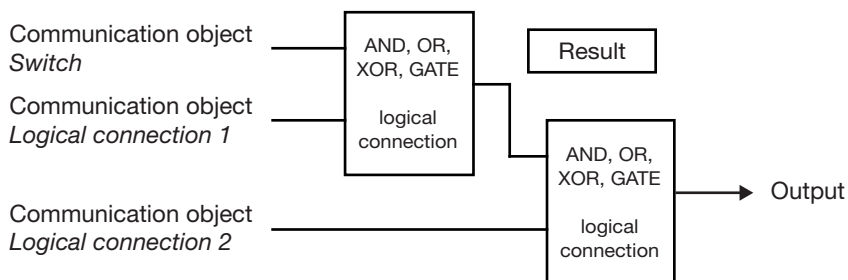 Communication object
Switch
AND, OR,
XOR, GATE
logical
connection
Result
Communication object
Logical connection 1
AND, OR,
XOR, GATE
logical
connection
Output
Communication object
Logical connection 2